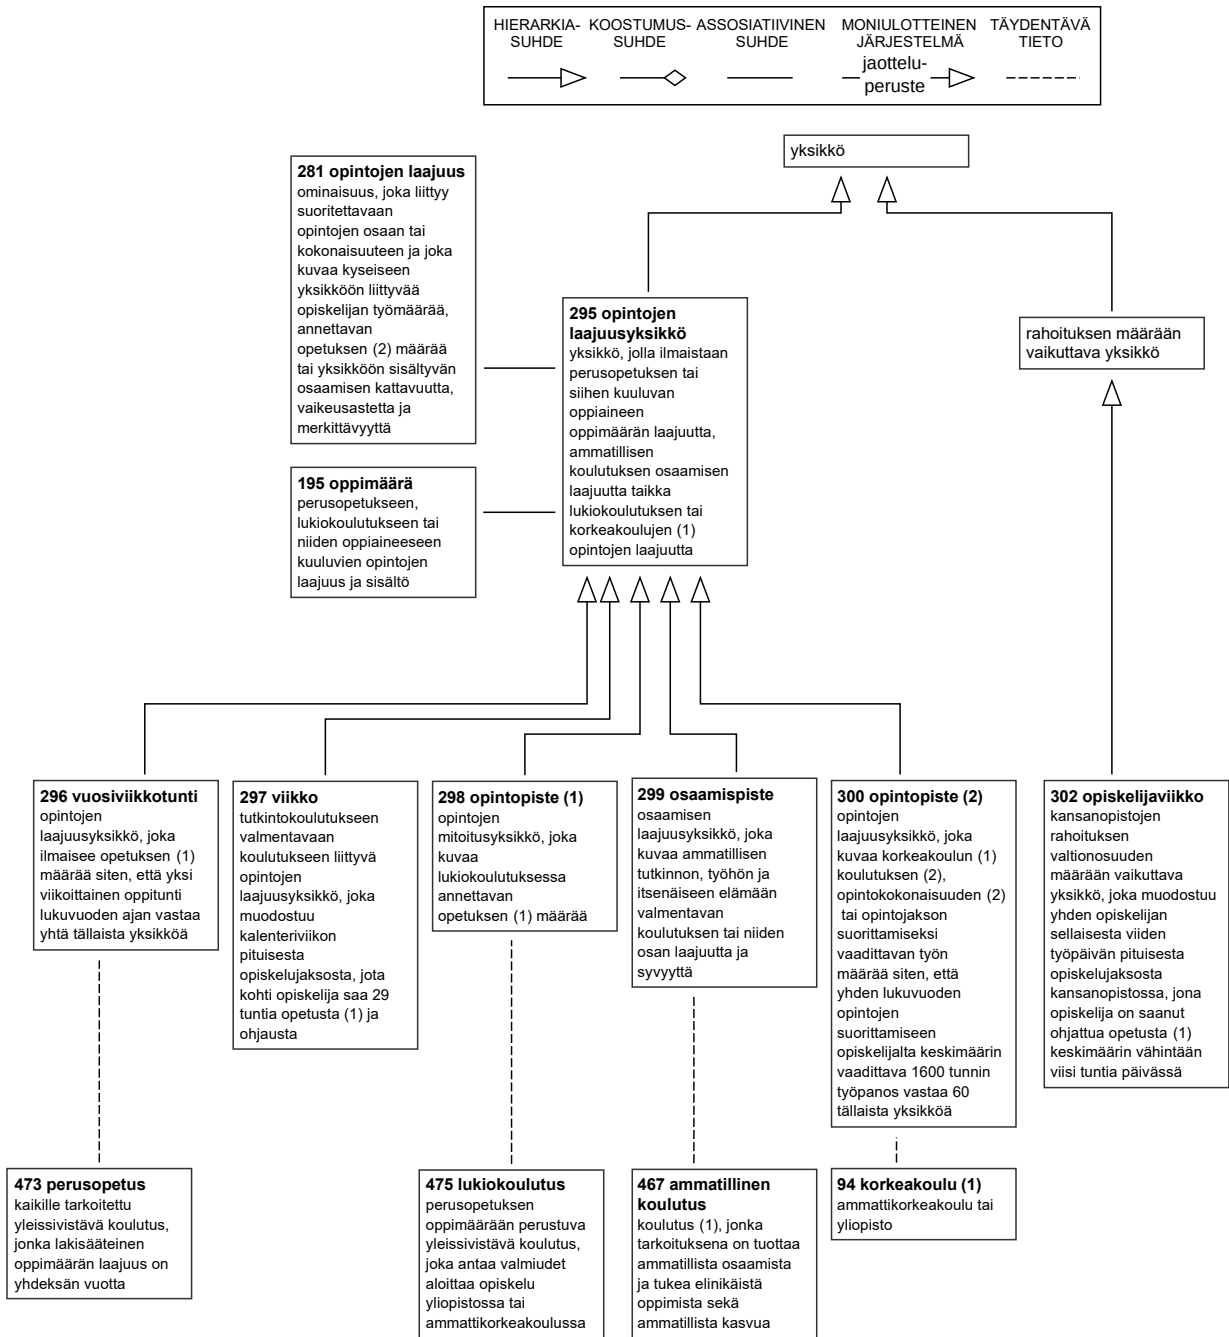 HIERARKIA-
SUHDE
KOOSTUMUS-
SUHDE
ASSOSIATIIVINEN
SUHDE
MONIULOTTEINEN
JÄRJESTELMÄ
jaottelu-
peruste
TÄYDENTÄVÄ
TIETO
yksikkö
281 opintojen laajuus
ominaisuus, joka liittyy
suoritettavaan
opintojen osaan tai
kokonaisuuteen ja joka
kuvaa kyseiseen
yksikköön liittyvää
opiskelijan työmäärää,
annettavan
opetuksen (2) määrää
tai yksikköön sisältyvän
osaamisen kattavuutta,
vaikeusastetta ja
merkittävyyttä
295 opintojen
laajuusyksikkö
yksikkö, jolla ilmaistaan
perusopetuksen tai
siihen kuuluvan
oppiaineen
oppimäärän laajuutta,
ammatillisen
koulutuksen osaamisen
laajuutta taikka
lukiokoulutuksen tai
korkeakoulujen (1)
opintojen laajuutta
rahoituksen määrään
vaikuttava yksikkö
195 oppimäärä
perusopetukseen,
lukiokoulutukseen tai
niiden oppiaineeseen
kuuluvien opintojen
laajuus ja sisältö
296 vuosiviikkotunti
opintojen
laajuusyksikkö, joka
ilmaisee opetuksen (1)
määrää siten, että yksi
viikoittainen oppitunti
lukuvuoden ajan vastaa
yhtä tällaista yksikköä
297 viikko
tutkintokoulutukseen
valmentavaan
koulutukseen liittyvä
opintojen
laajuusyksikkö, joka
muodostuu
kalenteriviikon
pituisesta
opiskelujaksosta, jota
kohti opiskelija saa 29
tuntia opetusta (1) ja
ohjausta
298 opintopiste (1)
opintojen
mitoitusyksikkö, joka
kuvaa
lukiokoulutuksessa
annettavan
opetuksen (1) määrää
299 osaamispiste
osaamisen
laajuusyksikkö, joka
kuvaa ammatillisen
tutkinnon, työhön ja
itsenäiseen elämään
valmentavan
koulutuksen tai niiden
osan laajuutta ja
syvyyttä
300 opintopiste (2)
opintojen
laajuusyksikkö, joka
kuvaa korkeakoulun (1)
koulutuksen (2),
opintokokonaisuuden (2)
tai opintojakson
suorittamiseksi
vaadittavan työn
määrää siten, että
yhden lukuvuoden
opintojen
suorittamiseen
opiskelijalta keskimäärin
vaadittava 1600 tunnin
työpanos vastaa 60
tällaista yksikköä
302 opiskelijaviikko
kansanopistojen
rahoituksen
valtionosuuden
määrään vaikuttava
yksikkö, joka muodostuu
yhden opiskelijan
sellaisesta viiden
työpäivän pituisesta
opiskelujaksosta
kansanopistossa, jona
opiskelija on saanut
ohjattua opetusta (1)
keskimäärin vähintään
viisi tuntia päivässä
473 perusopetus
kaikille tarkoitettu
yleissivistävä koulutus,
jonka lakisääteinen
oppimäärän laajuus on
yhdeksän vuotta
475 lukiokoulutus
perusopetuksen
oppimäärään perustuva
yleissivistävä koulutus,
joka antaa valmiudet
aloittaa opiskelu
yliopistossa tai
ammattikorkeakoulussa
467 ammatillinen
koulutus
koulutus (1), jonka
tarkoituksena on tuottaa
ammatillista osaamista
ja tukea elinikäistä
oppimista sekä
ammatillista kasvua
94 korkeakoulu (1)
ammattikorkeakoulu tai
yliopisto